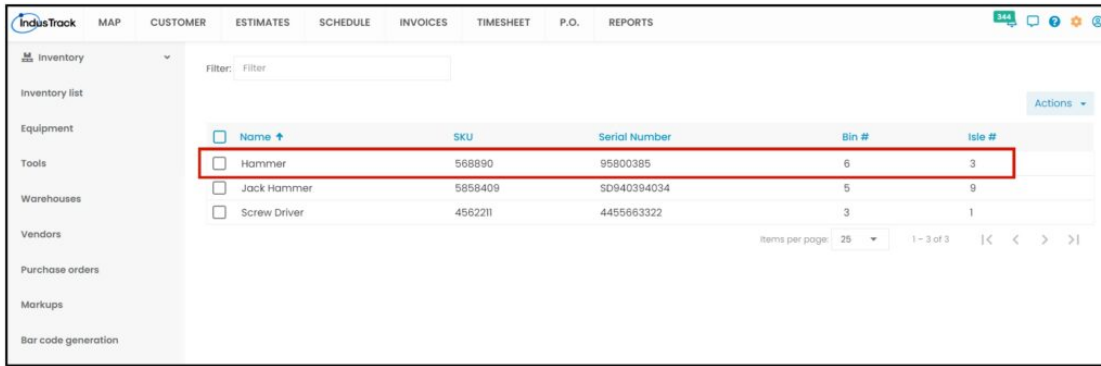 IndusTrack MAP CUSTOMER ESTIMATES SCHEDULE INVOICES TIMESHEET P.O. REPORTS 344
Inventory
Inventory list
Equipment
Tools
Warehouses
Vendors
Purchase orders
Markups
Bar code generation
Filter: Filter
Actions
Name SKU Serial Number Bin # Isle #
Hammer 568890 95800385 6 3
Jack Hammer 5858409 SD940394034 5 9
Screw Driver 4562211 4455663322 3 1
Items per page: 25 1 – 3 of 3